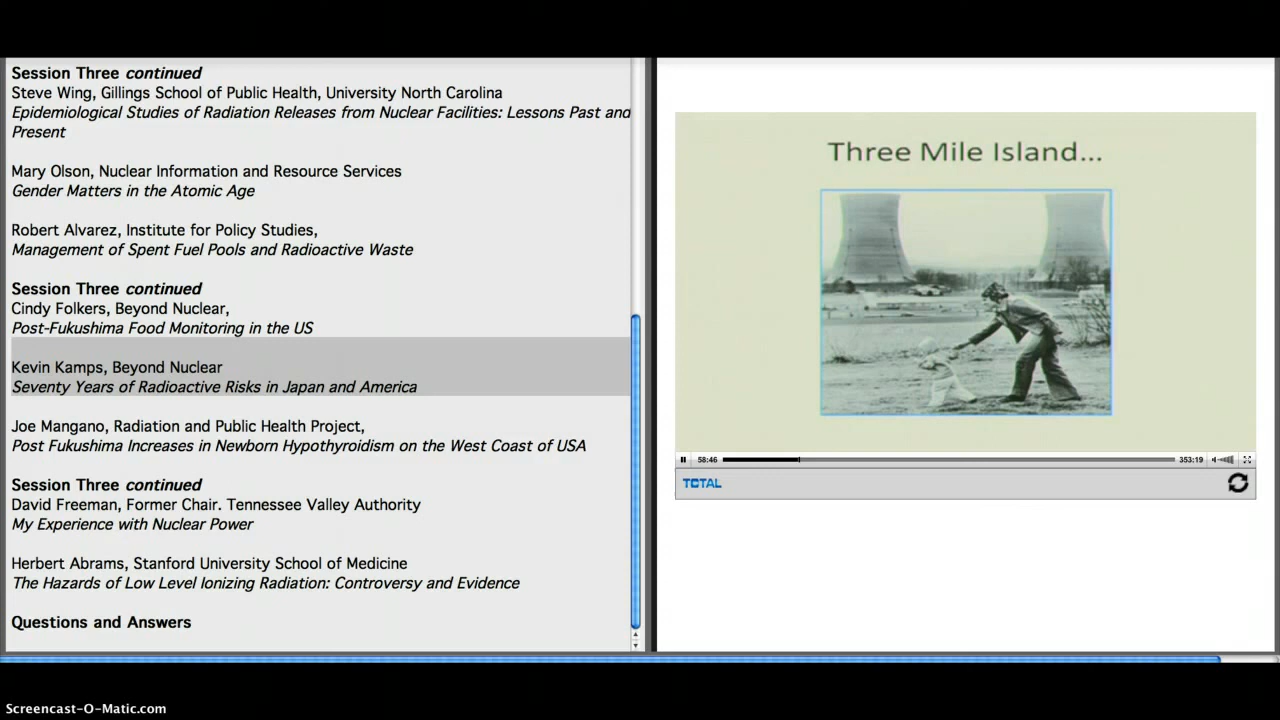 Session Three continued
Steve Wing, Gillings School of Public Health, University North Carolina
Epidemiological Studies of Radiation Releases from Nuclear Facilities: Lessons Past and
Present
Mary Olson, Nuclear Information and Resource Services
Gender Matters in the Atomic Age
Robert Alvarez, Institute for Policy Studies,
Management of Spent Fuel Pools and Radioactive Waste
Session Three continued
Cindy Folkers, Beyond Nuclear,
Post-Fukushima Food Monitoring in the US
Kevin Kamps, Beyond Nuclear
Seventy Years of Radioactive Risks in Japan and America
Joe Mangano, Radiation and Public Health Project,
Post Fukushima Increases in Newborn Hypothyroidism on the West Coast of USA
Session Three continued
David Freeman, Former Chair. Tennessee Valley Authority
My Experience with Nuclear Power
Herbert Abrams, Stanford University School of Medicine
The Hazards of Low Level Ionizing Radiation: Controversy and Evidence
Questions and Answers
Three Mile Island...
58:46
353:19
TOTAL
Screencast-O-Matic.com